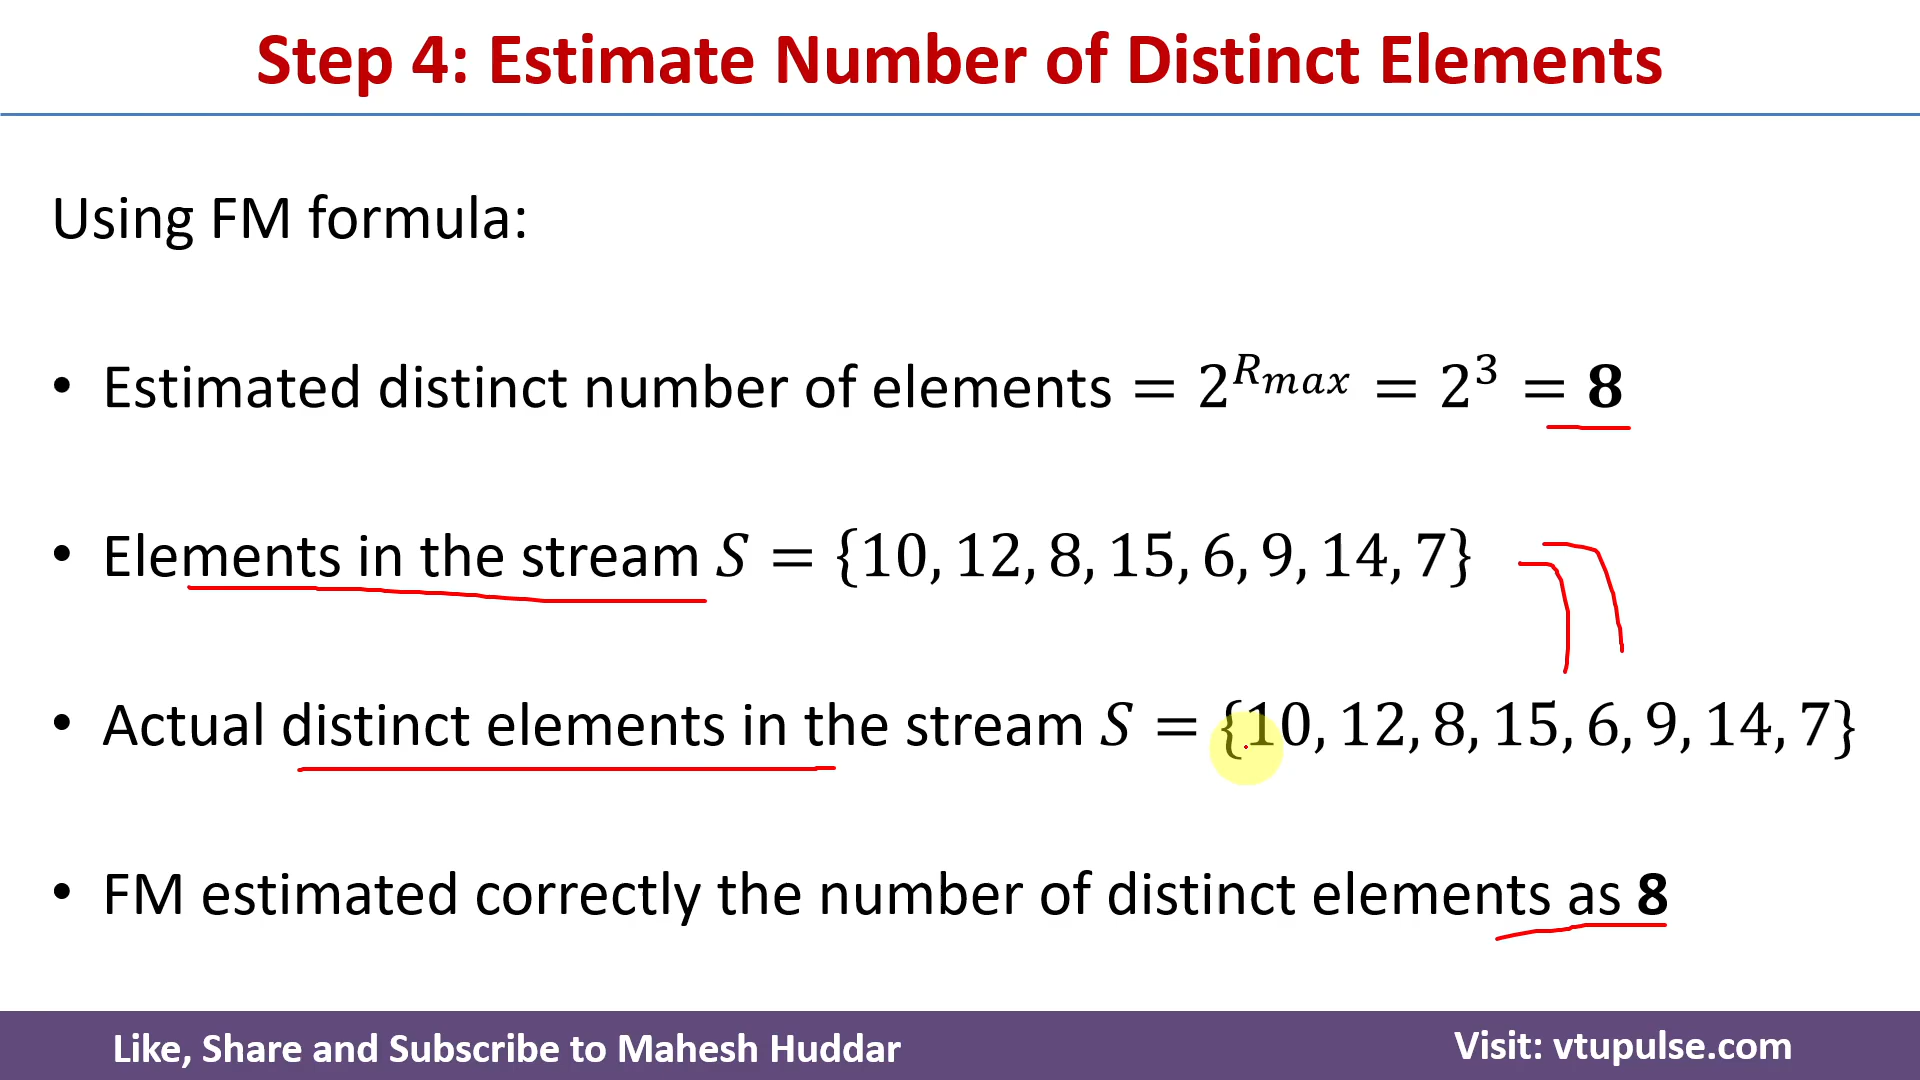 Step 4: Estimate Number of Distinct Elements
Using FM formula:
• Estimated distinct number of elements = 2^{R_{max}} = 2^3 = 8
• Elements in the stream S = {10, 12, 8, 15, 6, 9, 14, 7}
• Actual distinct elements in the stream S = {10, 12, 8, 15, 6, 9, 14, 7}
• FM estimated correctly the number of distinct elements as 8
Like, Share and Subscribe to Mahesh Huddar
Visit: vtupulse.com